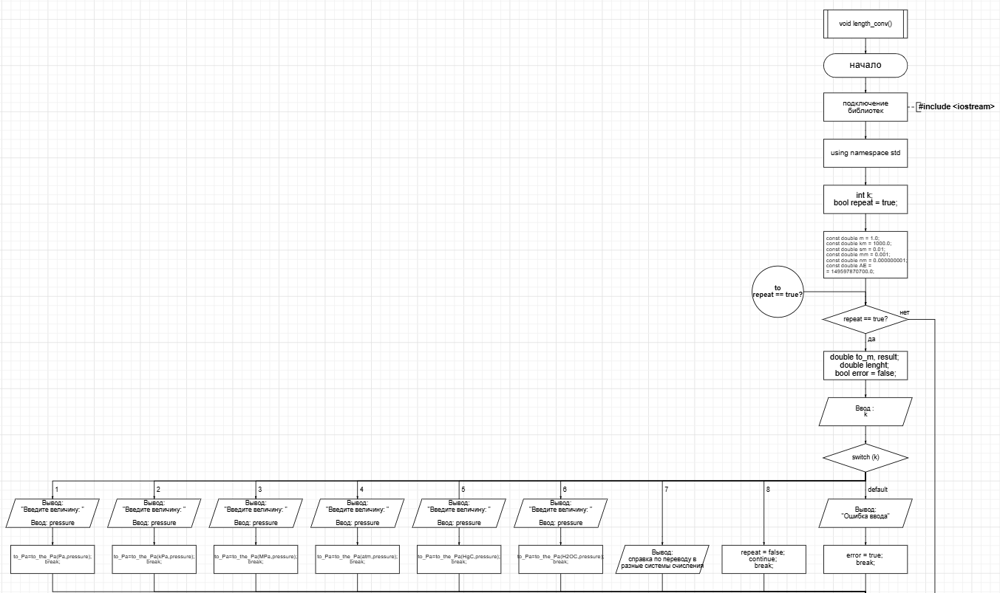 void length_conv()
начало
подключение
библиотек
#include <iostream>
using namespace std
int k;
bool repeat = true;
const double m = 1.0;
const double km = 1000.0;
const double sm = 0.01;
const double mm = 0.001;
const double nm = 0.000000001;
const double AE =
= 149597870700.0;
to
repeat == true?
repeat == true?
нет
да
double to_m, result;
double lenght;
bool error = false;
Ввод :
k
switch (k)
1
2
3
4
5
6
7
8
default
Вывод:
"Введите величину: "
Ввод: pressure
Вывод:
"Введите величину: "
Ввод: pressure
Вывод:
"Введите величину: "
Ввод: pressure
Вывод:
"Введите величину: "
Ввод: pressure
Вывод:
"Введите величину: "
Ввод: pressure
Вывод:
"Введите величину: "
Ввод: pressure
Вывод:
"Ошибка ввода"
to_Pa=to_the_Pa(Pa,pressure);
break;
to_Pa=to_the_Pa(kPa,pressure);
break;
to_Pa=to_the_Pa(MPa,pressure);
break;
to_Pa=to_the_Pa(atm,pressure);
break;
to_Pa=to_the_Pa(HgC,pressure);
break;
to_Pa=to_the_Pa(H2OC,pressure);
break;
Вывод:
справка по переводу в
разные системы счисления
repeat = false;
continue;
break;
error = true;
break;